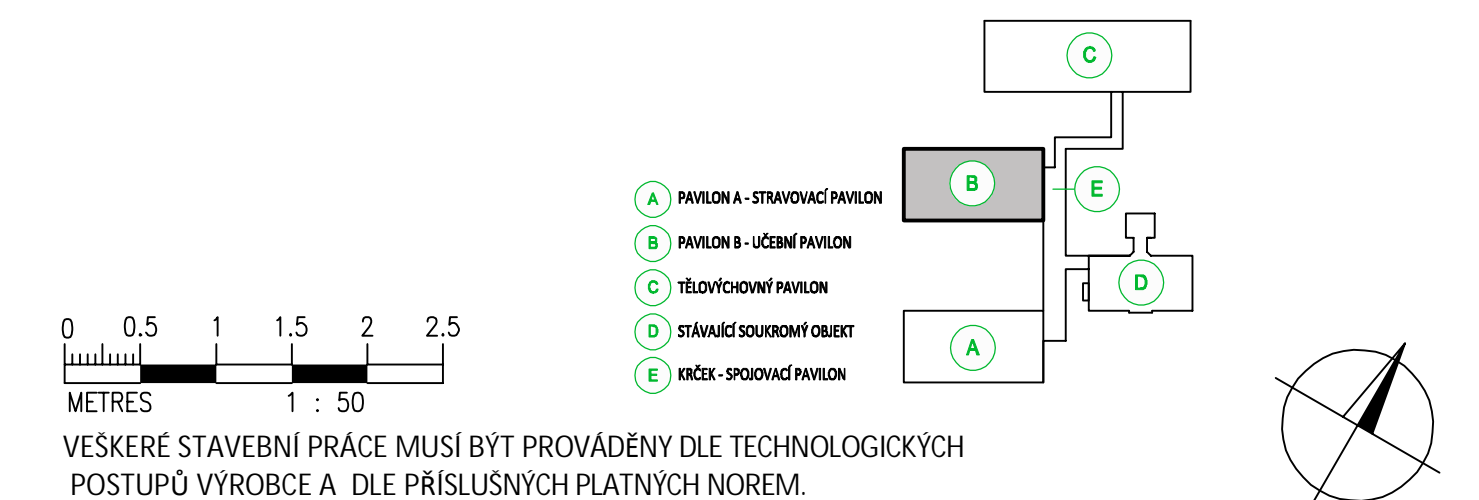 C
B
E
A PAVILON A - STRAVOVACÍ PAVILON
B PAVILON B - UČEBNÍ PAVILON
C TĚLOVÝCHOVNÝ PAVILON
D STÁVAJÍCÍ SOUKROMÝ OBJEKT
E KRČEK - SPOJOVACÍ PAVILON
D
A
0 0.5 1 1.5 2 2.5
METRES 1 : 50
VEŠKERÉ STAVEBNÍ PRÁCE MUSÍ BÝT PROVÁDĚNY DLE TECHNOLOGICKÝCH
POSTUPŮ VÝROBCE A DLE PŘÍSLUŠNÝCH PLATNÝCH NOREM.